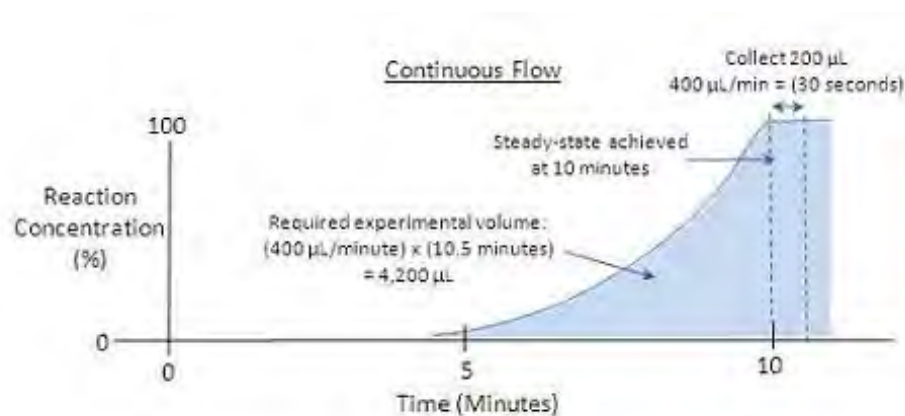 Continuous Flow
Collect 200 µL
400 µL/min = (30 seconds)
100
Steady-state achieved
at 10 minutes
Reaction
Concentration
(%)
Required experimental volume:
(400 µL/minute) x (10.5 minutes)
= 4,200 µL
0
0
5
10
Time (Minutes)